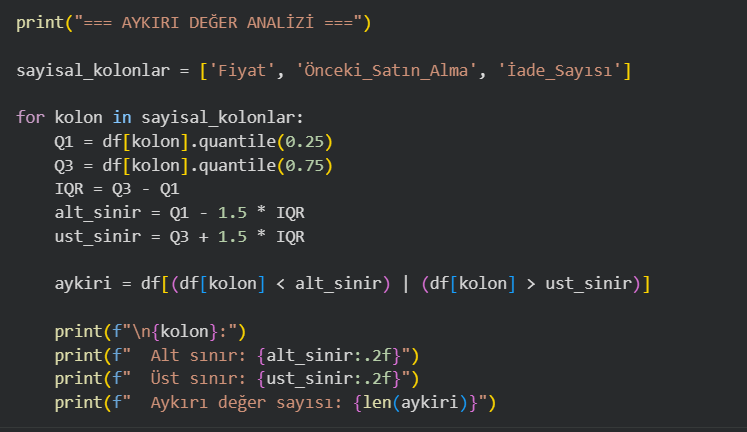 print("=== AYKIRI DEĞER ANALİZİ ===")
sayisal_kolonlar = ['Fiyat', 'Önceki_Satın_Alma', 'İade_Sayısı']
for kolon in sayisal_kolonlar:
    Q1 = df[kolon].quantile(0.25)
    Q3 = df[kolon].quantile(0.75)
    IQR = Q3 - Q1
    alt_sinir = Q1 - 1.5 * IQR
    ust_sinir = Q3 + 1.5 * IQR
    aykiri = df[(df[kolon] < alt_sinir) | (df[kolon] > ust_sinir)]
    print(f"\n{kolon}:")
    print(f"  Alt sınır: {alt_sinir:.2f}")
    print(f"  Üst sınır: {ust_sinir:.2f}")
    print(f"  Aykırı değer sayısı: {len(aykiri)}")